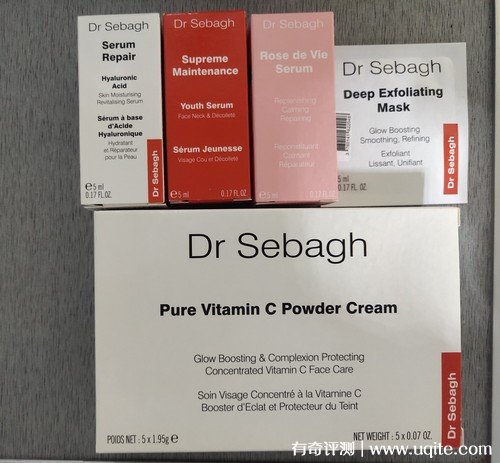 Dr Sebagh
Serum
Repair
Hyaluronic
Acid
Skin Moisturising
Revitalising Serum
Sérum à base
d'Acide
Hyaluronique
Hydratant
et Réparateur
pour la Peau
℮ 5 ml
0.17 FL.OZ.
Dr Sebagh
Dr Sebagh
Supreme
Maintenance
Youth Serum
Face Neck & Décolleté
Sérum Jeunesse
Visage Cou et Décolleté
℮ 5 ml
0.17 FL.OZ.
Dr Sebagh
Rose de Vie
Serum
Replenishing
Calming
Repairing
Reconstituant
Calmant
Réparateur
℮ 5 ml
0.17 FL.OZ.
Dr Sebagh
Dr Sebagh
Deep Exfoliating
Mask
Glow Boosting
Smoothing, Refining
Exfoliant
Lissant, Unifiant
Dr Sebagh
Dr Sebagh
Pure Vitamin C Powder Cream
Glow Boosting & Complexion Protecting
Concentrated Vitamin C Face Care
Soin Visage Concentré à la Vitamine C
Booster d'Eclat et Protecteur du Teint
POIDS NET : 5 x 1.95g ℮
NET WEIGHT : 5 x 0.07 OZ.
Dr Sebagh
有奇评测 | www.uqite.com